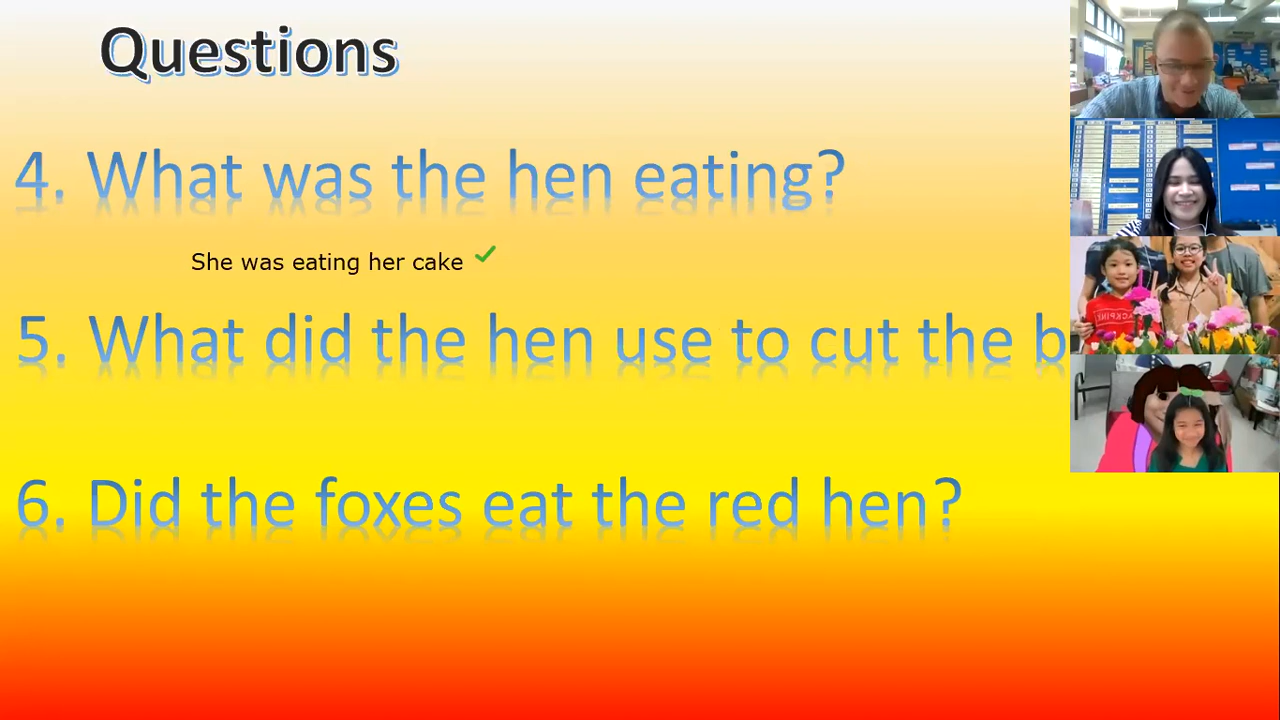 Questions
4. What was the hen eating?
She was eating her cake
5. What did the hen use to cut the b
6. Did the foxes eat the red hen?